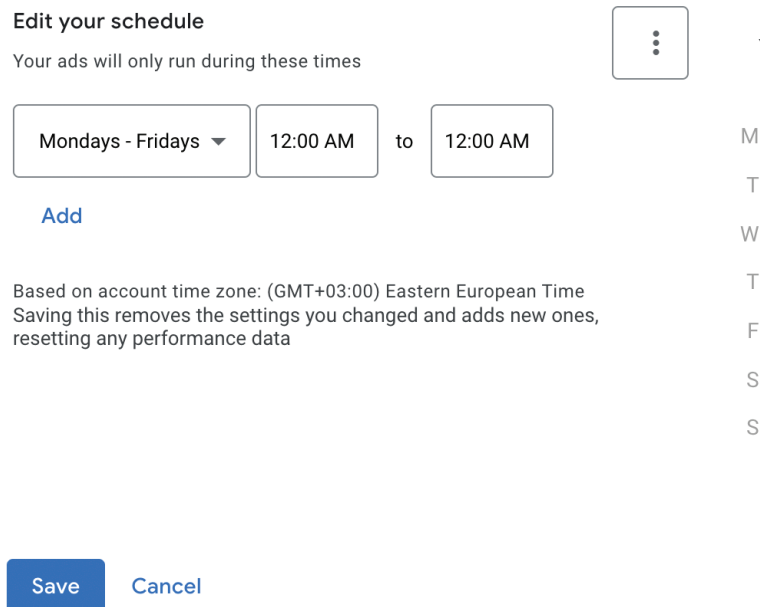 Edit your schedule
Your ads will only run during these times
Mondays - Fridays 12:00 AM to 12:00 AM
Add
Based on account time zone: (GMT+03:00) Eastern European Time
Saving this removes the settings you changed and adds new ones,
resetting any performance data
M
T
W
T
F
S
S
Save Cancel